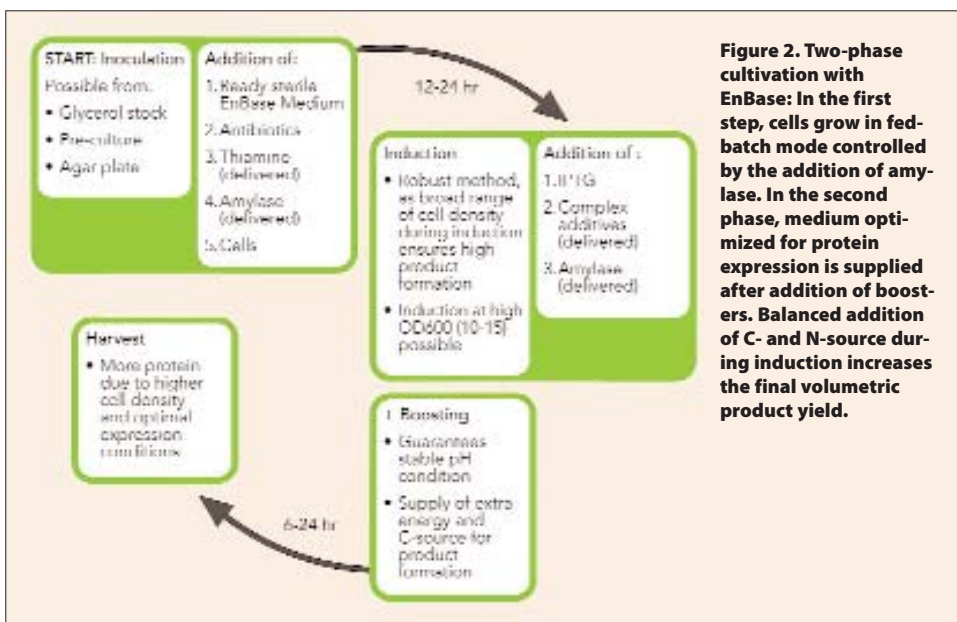 START: Inoculation
Possible from:
• Glycerol stock
• Pre-culture
• Agar plate
Addition of:
1. Ready sterile
EnBase Medium
2. Antibiotics
3. Thiamine
(delivered)
4. Amylase
(delivered)
5. Cells
12-24 hr
Induction
• Robust method,
as broad range
of cell density
during induction
ensures high
product
formation
• Induction at high
OD600 (10-15)
possible
Addition of :
1. IPTG
2. Complex
additives
(delivered)
3. Amylase
(delivered)
Boosting
• Guarantees
stable pH
condition
• Supply of extra
energy and
C-source for
product
formation
6-24 hr
Harvest
• More protein
due to higher
cell density
and optimal
expression
conditions
Figure 2. Two-phase
cultivation with
EnBase: In the first
step, cells grow in fed-
batch mode controlled
by the addition of amy-
lase. In the second
phase, medium opti-
mized for protein
expression is supplied
after addition of boost-
ers. Balanced addition
of C- and N-source dur-
ing induction increases
the final volumetric
product yield.